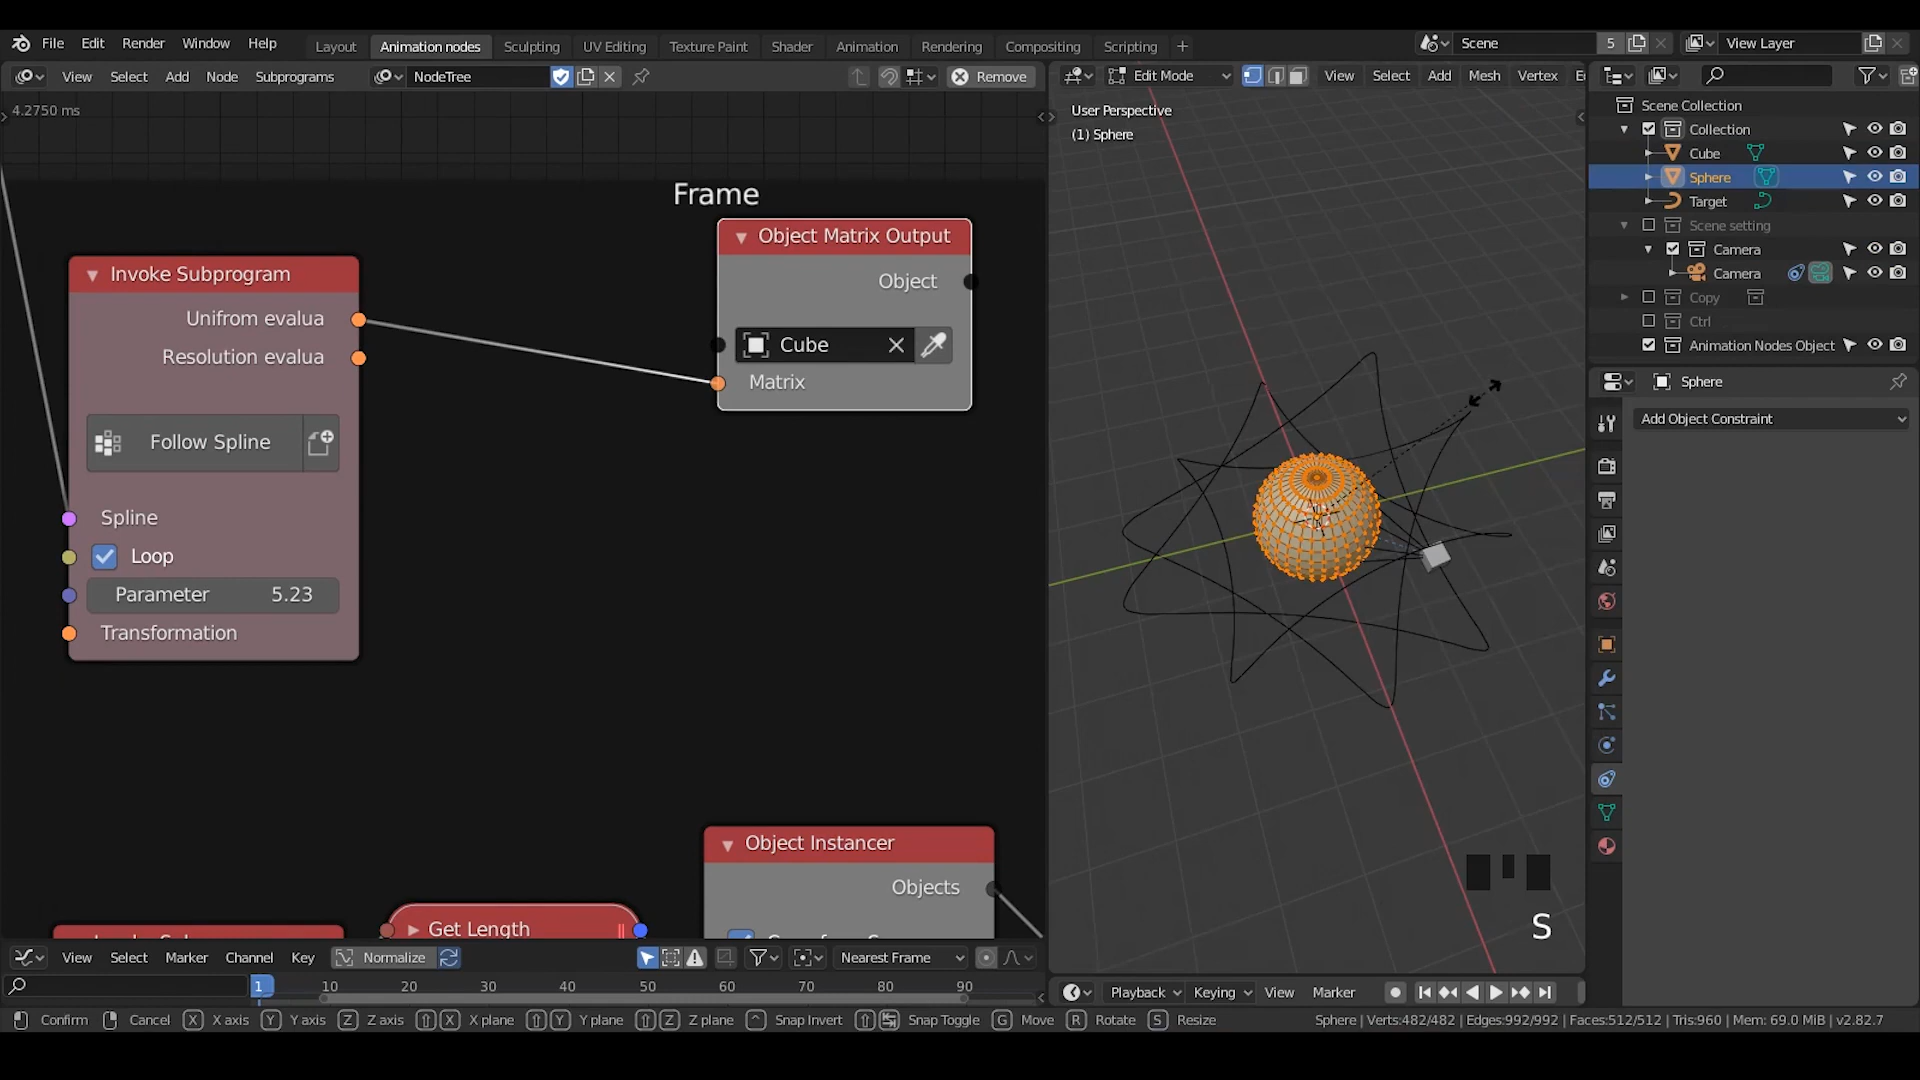 File Edit Render Window Help Layout Animation nodes Sculpting UV Editing Texture Paint Shader Animation Rendering Compositing Scripting + Scene 5 View Layer
View Select Add Node Subprograms NodeTree Remove Edit Mode View Select Add Mesh Vertex
4.2750 ms
User Perspective
(1) Sphere
Scene Collection
Collection
Cube
Sphere
Target
Scene setting
Camera
Camera
Copy
Ctrl
Animation Nodes Object
Sphere
Add Object Constraint
Frame
Object Matrix Output
Object
Cube
Matrix
Invoke Subprogram
Unifrom evalua
Resolution evalua
Follow Spline
Spline
Loop
Parameter 5.23
Transformation
Object Instancer
Objects
Get Length
S
View Select Marker Channel Key Normalize Nearest Frame
1 10 20 30 40 50 60 70 80 90
Playback Keying View Marker
Confirm Cancel X X axis Y Y axis Z Z axis X X plane Y Y plane Z Z plane Snap Invert Snap Toggle G Move R Rotate S Resize
Sphere | Verts:482/482 | Edges:992/992 | Faces:512/512 | Tris:960 | Mem: 69.0 MiB | v2.82.7